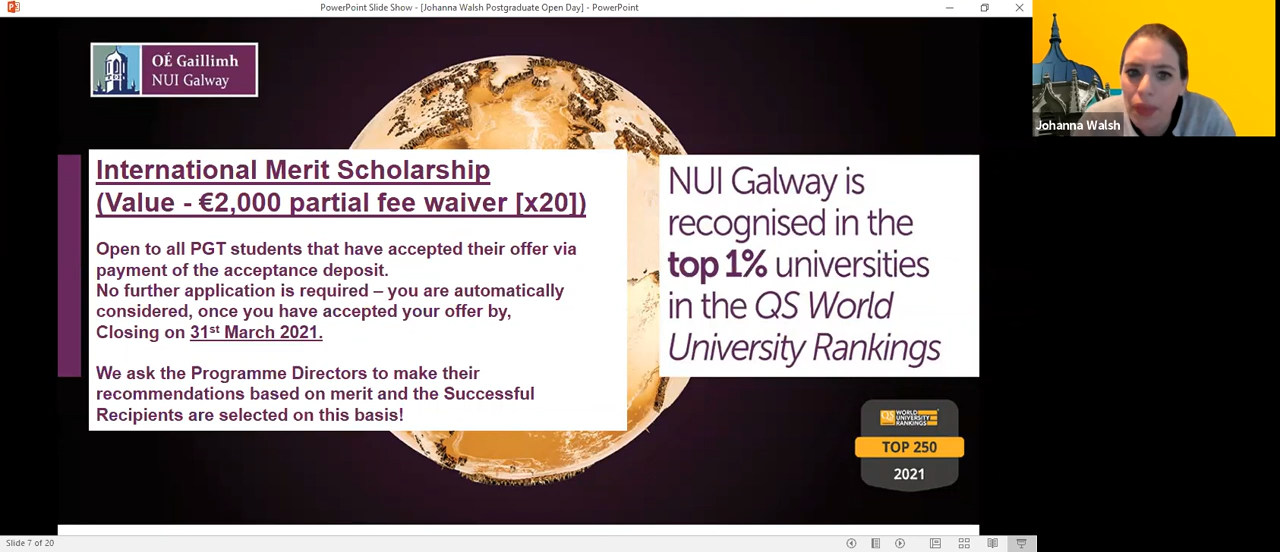 PowerPoint Slide Show - [Johanna Walsh Postgraduate Open Day] - PowerPoint
OÉ Gaillimh
NUI Galway
International Merit Scholarship
(Value - €2,000 partial fee waiver [x20])
Open to all PGT students that have accepted their offer via
payment of the acceptance deposit.
No further application is required – you are automatically
considered, once you have accepted your offer by,
Closing on 31st March 2021.
We ask the Programme Directors to make their
recommendations based on merit and the Successful
Recipients are selected on this basis!
NUI Galway is
recognised in the
top 1% universities
in the QS World
University Rankings
QS WORLD
UNIVERSITY
RANKINGS
TOP 250
2021
Johanna Walsh
Slide 7 of 20